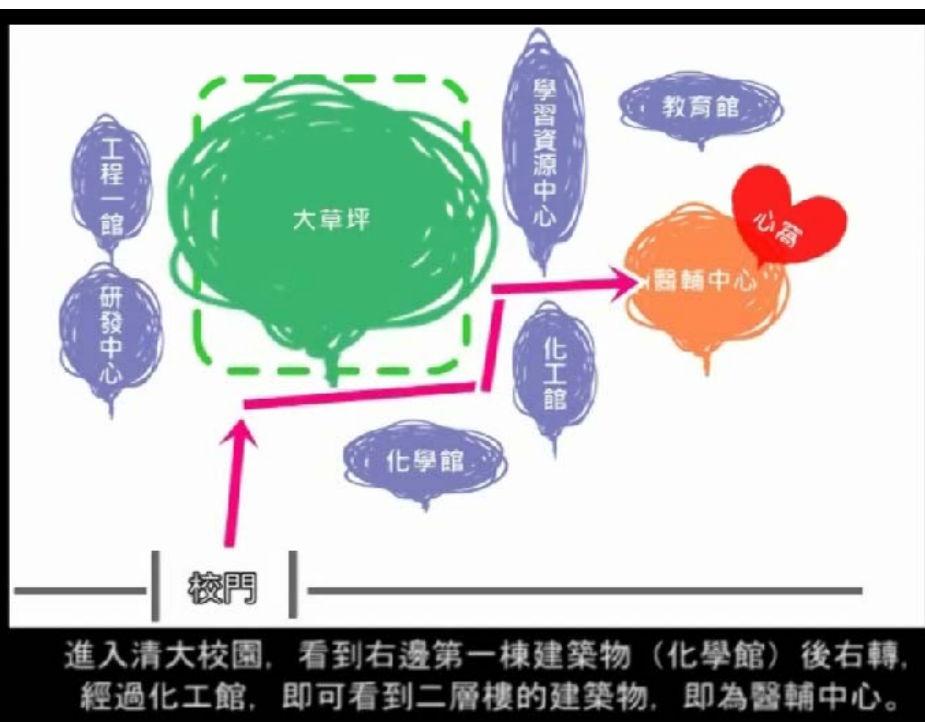 學習資源中心
教育館
工程一館
大草坪
心窩
醫輔中心
研發中心
化工館
化學館
校門
進入清大校園，看到右邊第一棟建築物（化學館）後右轉，
經過化工館，即可看到二層樓的建築物，即為醫輔中心。